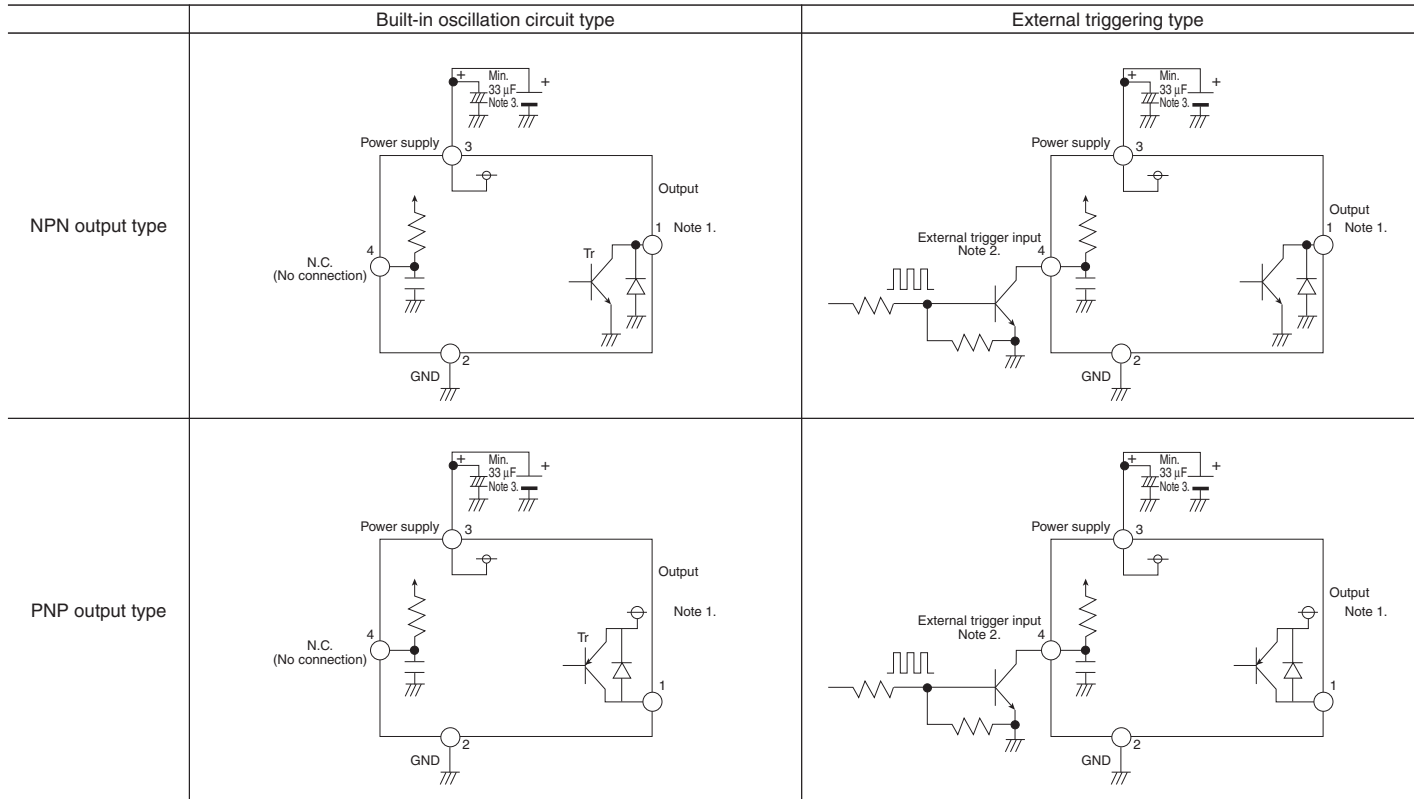 Built-in oscillation circuit type
External triggering type
NPN output type
+ Min. +
33 µF
Note 3.
Power supply 3
Output
1 Note 1.
Tr
4
N.C.
(No connection)
2
GND
+ Min. +
33 µF
Note 3.
Power supply 3
Output
1 Note 1.
External trigger input
Note 2.
4
2
GND
PNP output type
+ Min. +
33 µF
Note 3.
Power supply 3
Output
Note 1.
Tr
4
N.C.
(No connection)
1
2
GND
+ Min. +
33 µF
Note 3.
Power supply 3
Output
Note 1.
External trigger input
Note 2.
4
1
2
GND